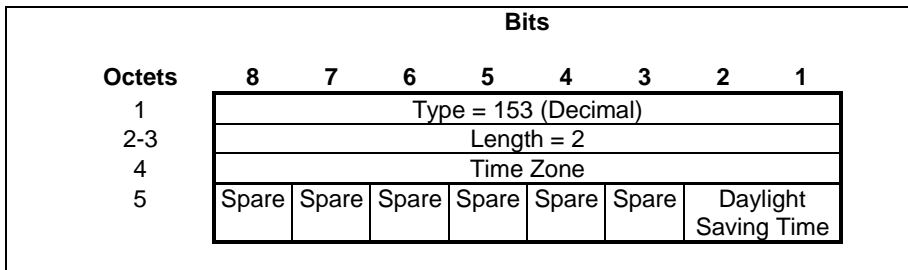 Bits
Octets 8 7 6 5 4 3 2 1
1 Type = 153 (Decimal)
2-3 Length = 2
4 Time Zone
5 Spare Spare Spare Spare Spare Spare Daylight
Saving Time